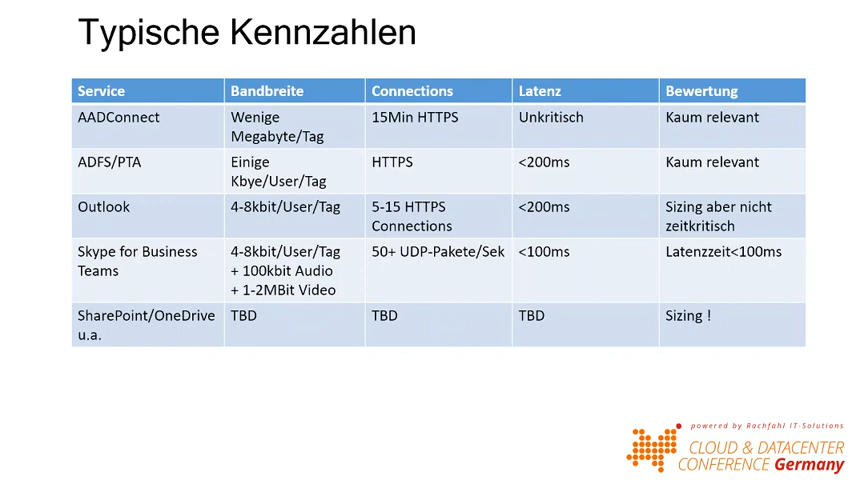 Typische Kennzahlen
Service Bandbreite Connections Latenz Bewertung
AADConnect Wenige Megabyte/Tag 15Min HTTPS Unkritisch Kaum relevant
ADFS/PTA Einige Kbye/User/Tag HTTPS <200ms Kaum relevant
Outlook 4-8kbit/User/Tag 5-15 HTTPS Connections <200ms Sizing aber nicht zeitkritisch
Skype for Business Teams 4-8kbit/User/Tag + 100kbit Audio + 1-2MBit Video 50+ UDP-Pakete/Sek <100ms Latenzzeit<100ms
SharePoint/OneDrive u.a. TBD TBD TBD Sizing !
powered by Rachfahl IT-Solutions
CLOUD & DATACENTER
CONFERENCE Germany